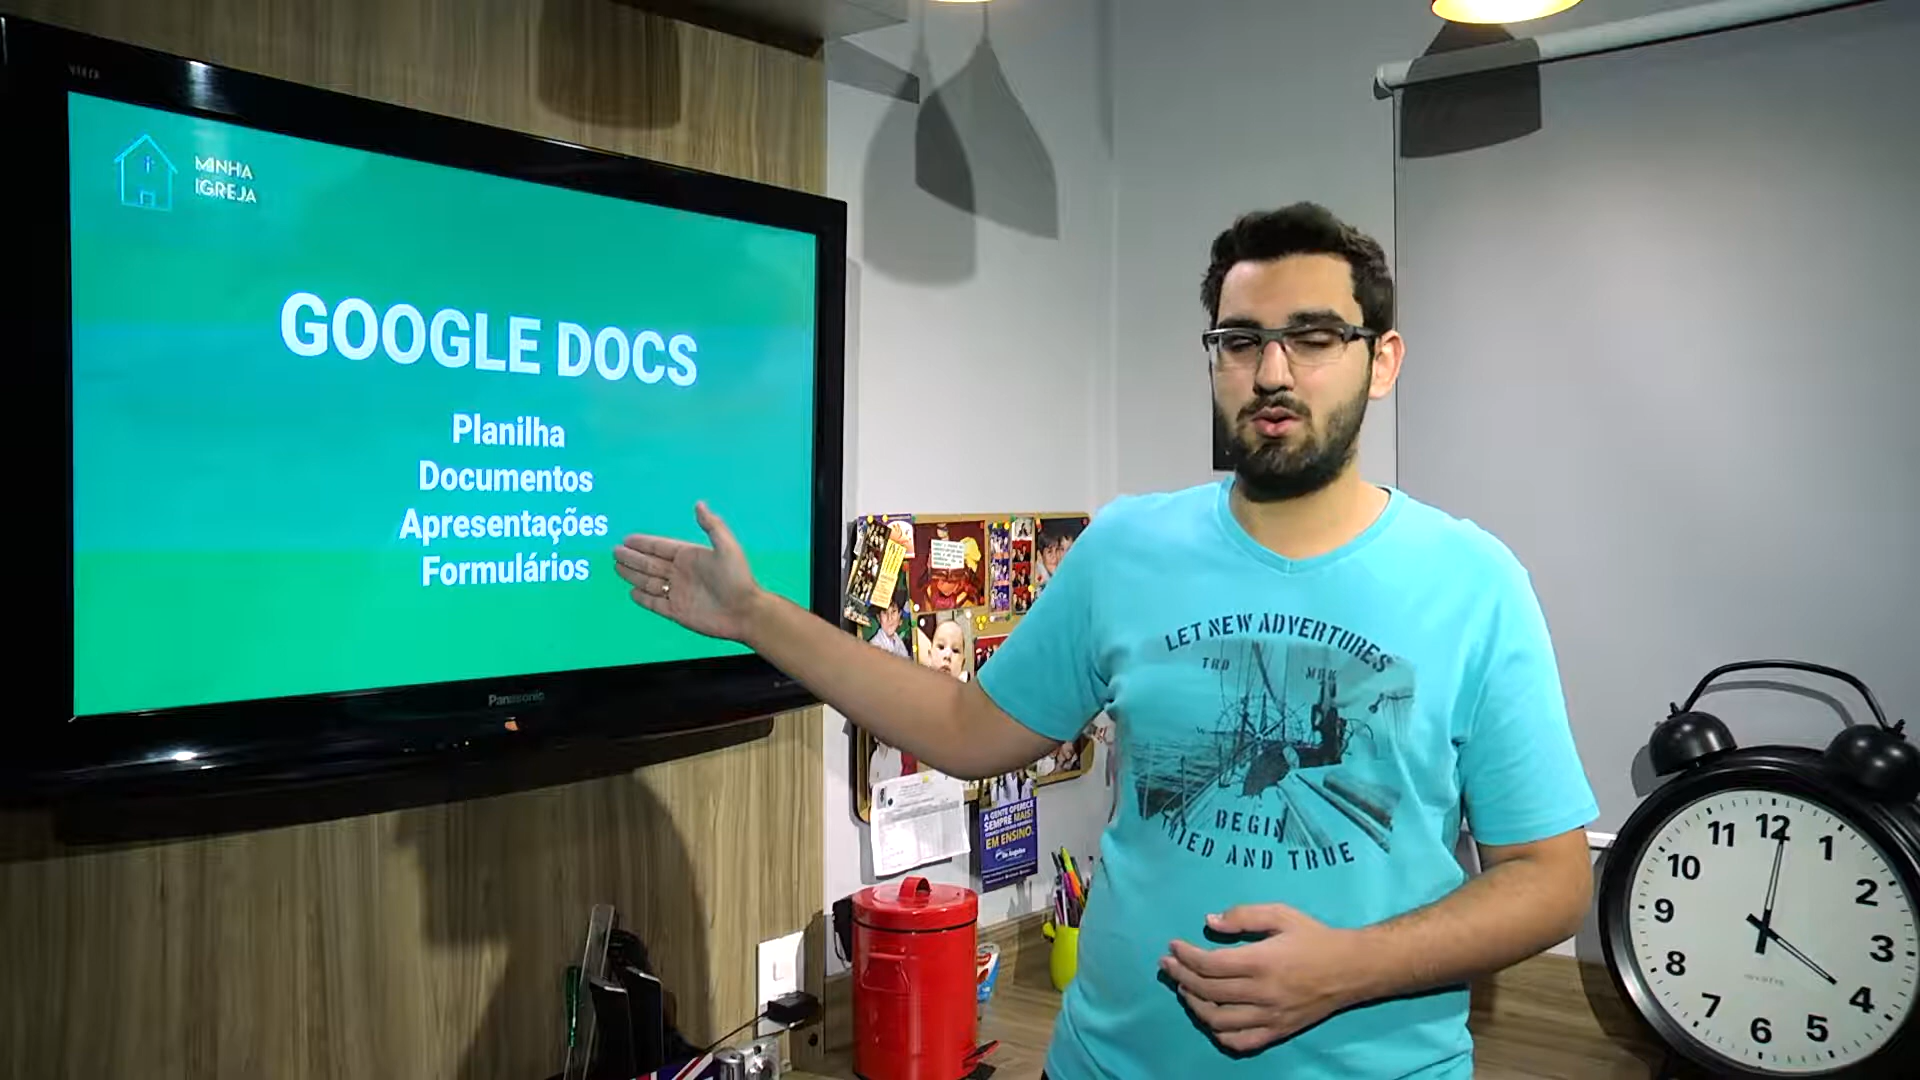 MINHA
IGREJA
GOOGLE DOCS
Planilha
Documentos
Apresentações
Formulários
Panasonic
A GENTE OFERECE
SEMPRE MAIS!
EM ENSINO.
LET NEW ADVERTURES
BEGIN
TRIED AND TRUE
12
1
2
3
4
5
6
7
8
9
10
11